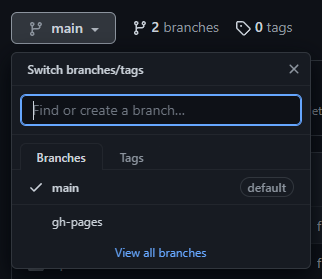 main
2 branches
0 tags
Switch branches/tags
Find or create a branch...
Branches
Tags
main
default
gh-pages
View all branches